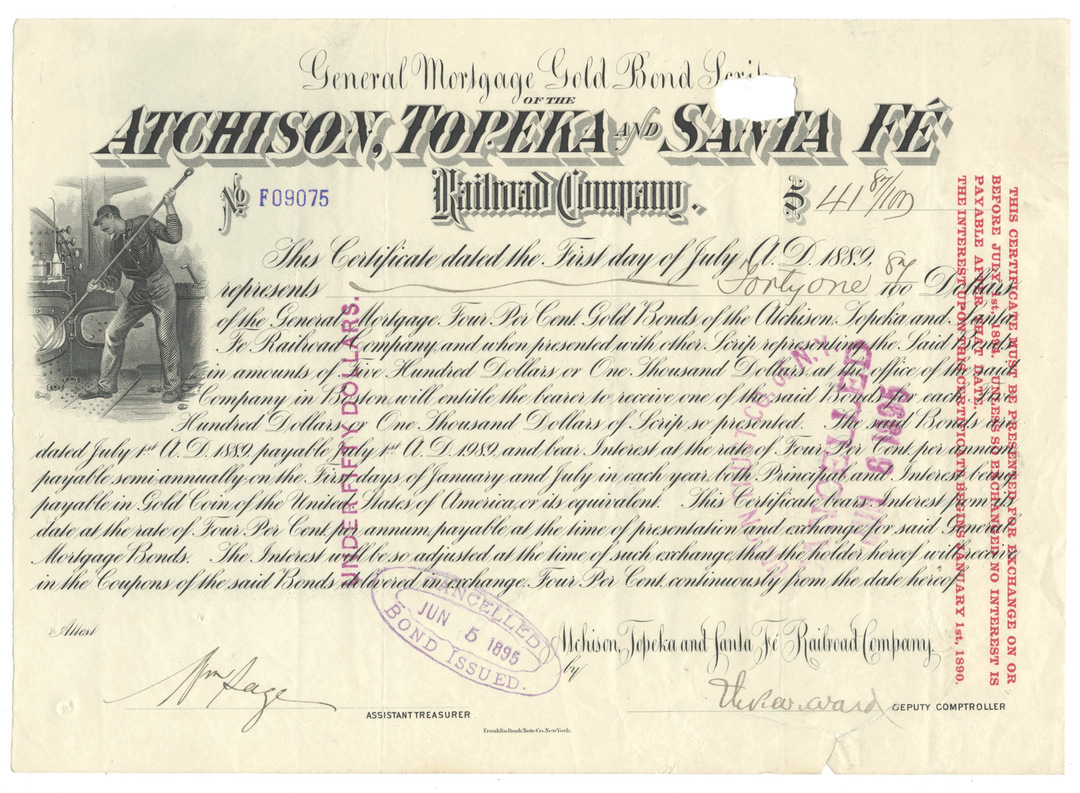 General Mortgage Gold Bond Scrip
OF THE
ATCHISON, TOPEKA AND SANTA FÉ
Railroad Company.
No F09075
$ 41 87/100
This Certificate dated the First day of July, A.D. 1889,
represents Forty one 87/100 Dollars
of the General Mortgage Four Per Cent. Gold Bonds of the Atchison, Topeka and Santa
Fe Railroad Company, and when presented with other Scrip representing the Said Bonds
in amounts of Five Hundred Dollars or One Thousand Dollars, at the office of the said
Company in Boston, will entitle the bearer to receive one of the said Bonds for each Five
Hundred Dollars or One Thousand Dollars of Scrip so presented. The said Bonds are
dated July 1st A.D. 1889, payable July 1st A.D. 1989, and bear Interest at the rate of Four Per Cent. per annum
payable semi-annually on the First days of January and July in each year, both Principal and Interest being
payable in Gold Coin of the United States of America, or its equivalent. This Certificate bears Interest from its
date at the rate of Four Per Cent. per annum, payable at the time of presentation and exchange for said General
Mortgage Bonds. The Interest will be so adjusted at the time of such exchange, that the holder hereof will receive
in the Coupons of the said Bonds delivered in exchange, Four Per Cent. continuously from the date hereof.
UNDER FIFTY DOLLARS.
CANCELLED
6 1895
THIS CERTIFICATE MUST BE PRESENTED FOR EXCHANGE ON OR
BEFORE JULY 1st, 1894. UNLESS SO EXCHANGED NO INTEREST IS
PAYABLE AFTER THAT DATE.
THE INTEREST UPON THIS CERTIFICATE BEGINS JANUARY 1st, 1890.
CANCELLED
JUN 5 1895
BOND ISSUED.
Attest
Atchison, Topeka and Santa Fé Railroad Company.
by
ASSISTANT TREASURER
DEPUTY COMPTROLLER
Franklin Bank Note Co. New York.